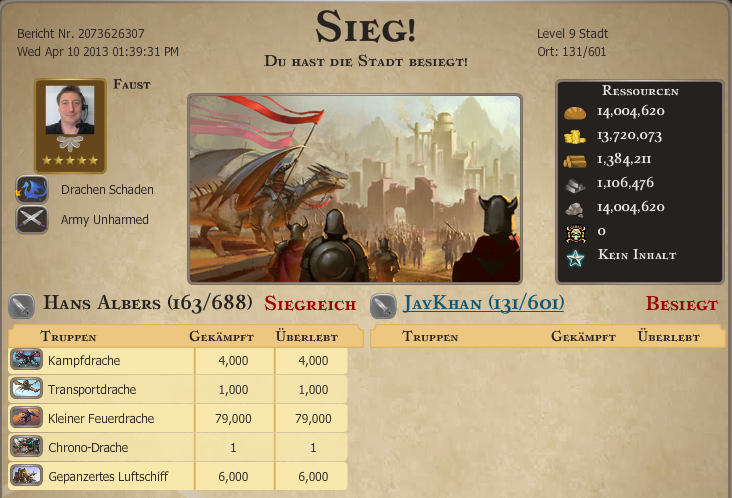 Bericht Nr. 2073626307
Wed Apr 10 2013 01:39:31 PM
Sieg!
Du hast die Stadt besiegt!
Level 9 Stadt
Ort: 131/601
Faust
Drachen Schaden
Army Unharmed
Ressourcen
14,004,620
13,720,073
1,384,211
1,106,476
14,004,620
0
Kein Inhalt
Hans Albers (163/688) Siegreich
JayKhan (131/601) Besiegt
Truppen Gekämpft Überlebt
Truppen Gekämpft Überlebt
Kampfdrache 4,000 4,000
Transportdrache 1,000 1,000
Kleiner Feuerdrache 79,000 79,000
Chrono-Drache 1 1
Gepanzertes Luftschiff 6,000 6,000